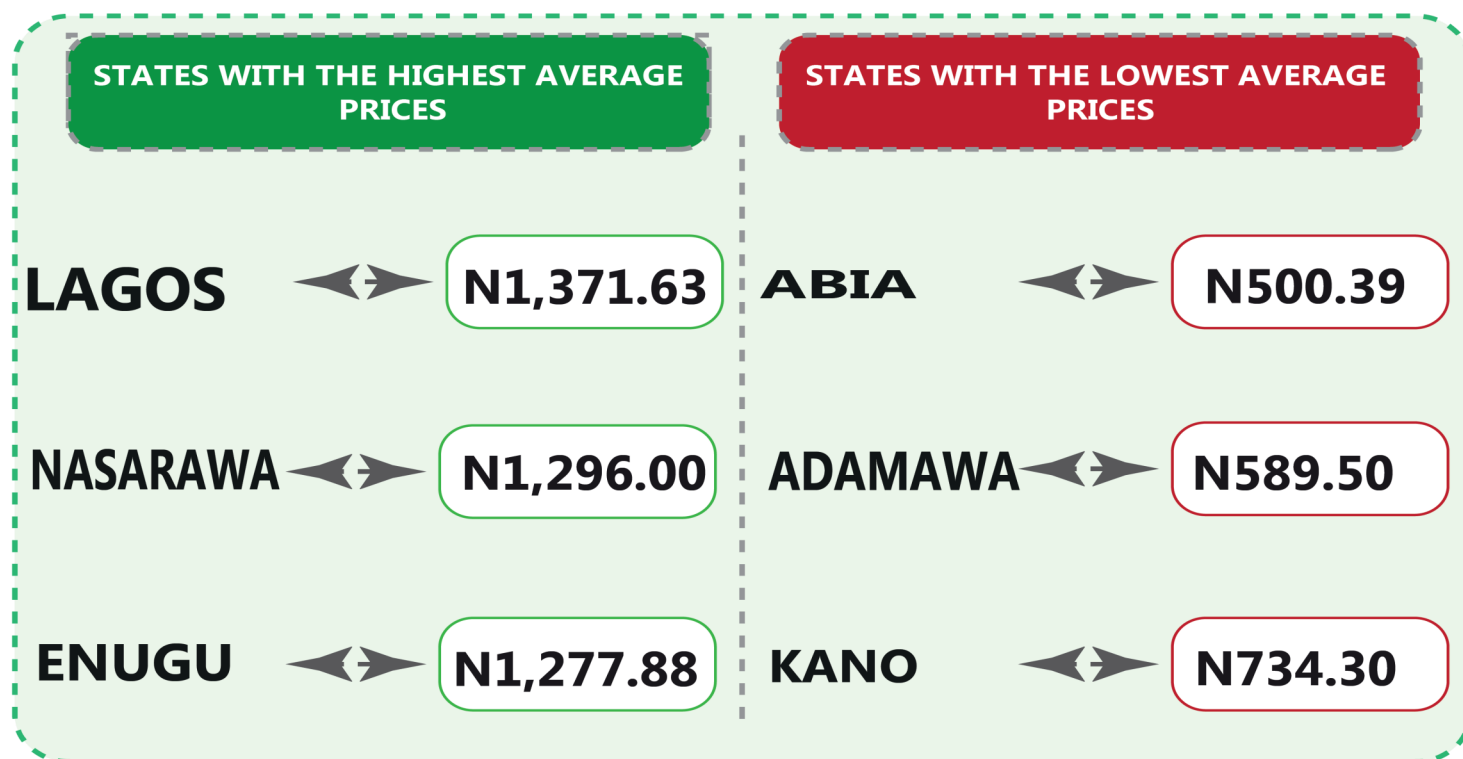 STATES WITH THE HIGHEST AVERAGE
PRICES
LAGOS N1,371.63
NASARAWA N1,296.00
ENUGU N1,277.88
STATES WITH THE LOWEST AVERAGE
PRICES
ABIA N500.39
ADAMAWA N589.50
KANO N734.30